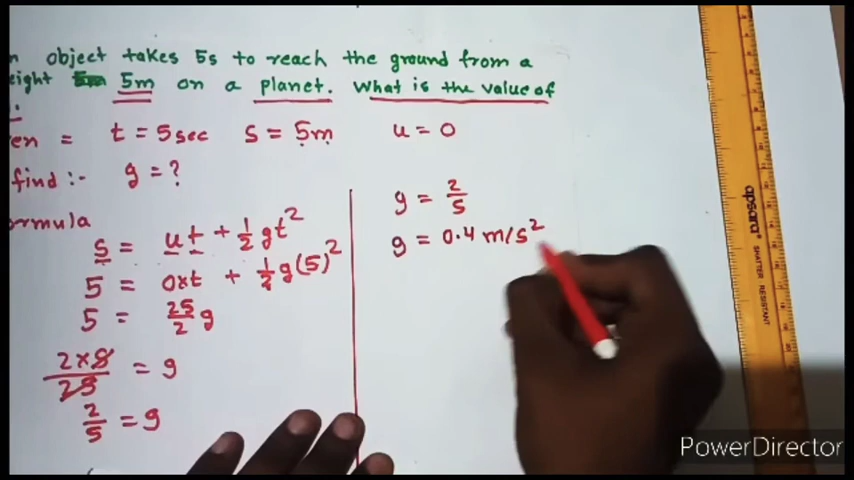 n object takes 5s to reach the ground from a
eight 5m on a planet. What is the value of
en = t = 5sec s = 5m u = 0
find :- g = ?
ormula
s = ut + 1/2 gt²
5 = 0xt + 1/2 g(5)²
5 = 25/2 g
2×5/25 = g
2/5 = g
g = 2/5
g = 0.4 m/s²
apsara
SHATTER RESISTANT
PowerDirector